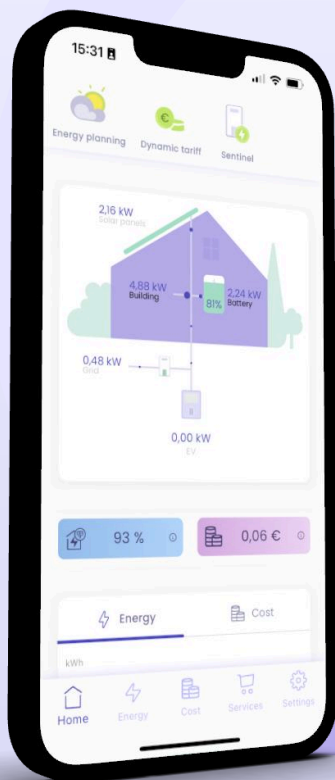 15:31
Energy planning
Dynamic tariff
Sentinel
2,16 kW
Solar panels
4,88 kW
Building
81%
2,24 kW
Battery
0,48 kW
Grid
0,00 kW
EV
93 %
0,06 €
Energy
Cost
kWh
Home
Energy
Cost
Services
Settings